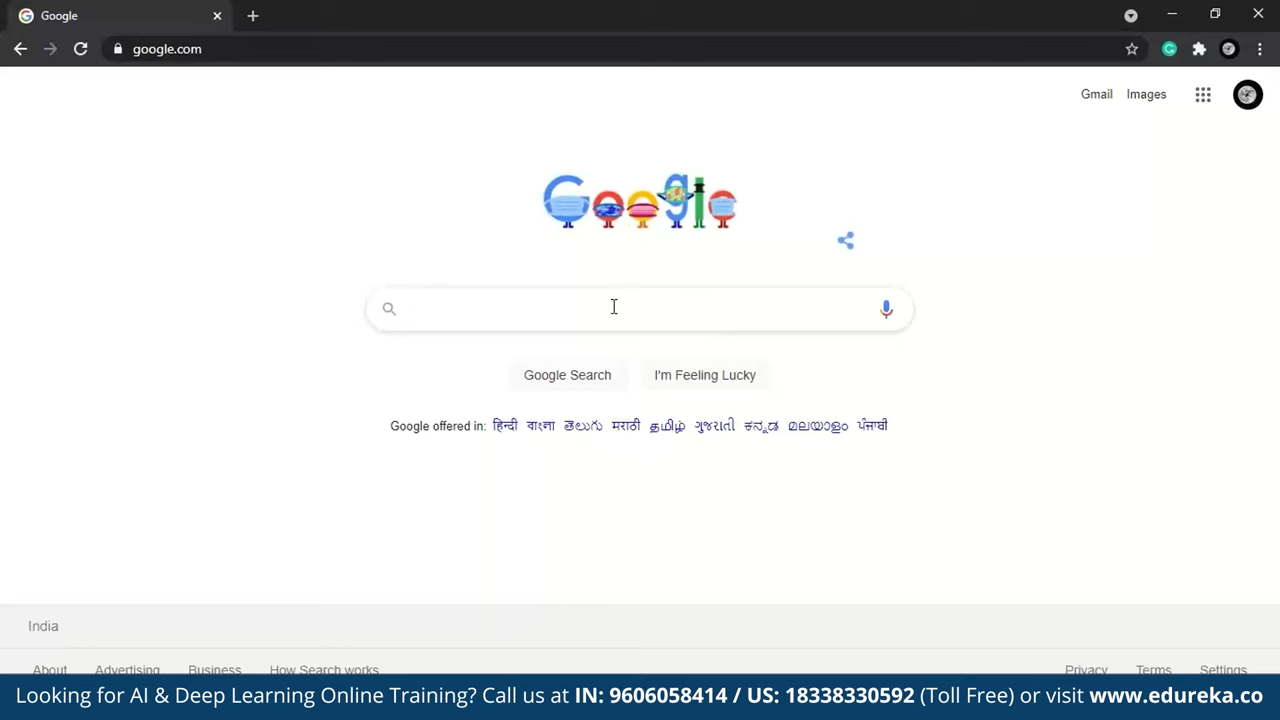 Google
google.com
Gmail Images
Google
Google Search I'm Feeling Lucky
Google offered in: हिन्दी বাংলা తెలుగు मराठी தமிழ் ગુજરાતી ಕನ್ನಡ മലയാളം ਪੰਜਾਬੀ
India
About Advertising Business How Search works Privacy Terms Settings
Looking for AI & Deep Learning Online Training? Call us at IN: 9606058414 / US: 18338330592 (Toll Free) or visit www.edureka.co